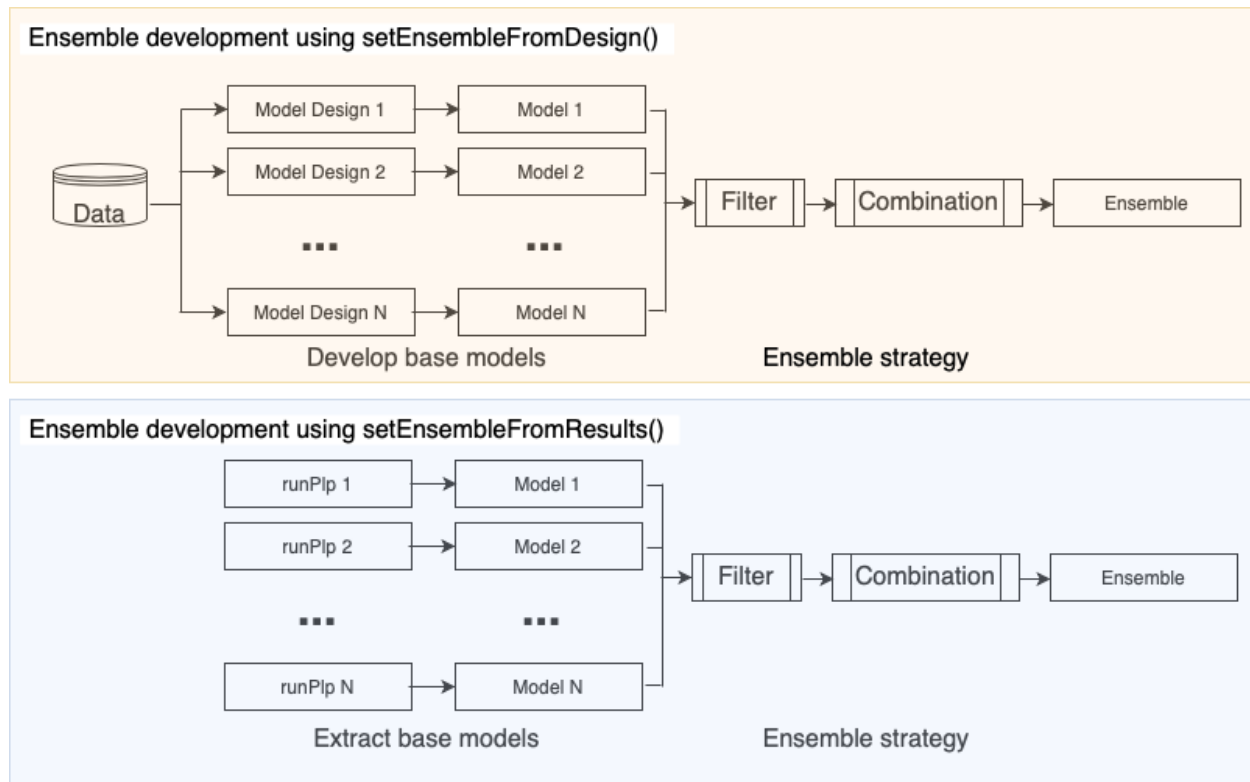 Ensemble development using setEnsembleFromDesign()
Model Design 1
Model 1
Model Design 2
Model 2
Data
Filter
Combination
Ensemble
...
...
Model Design N
Model N
Develop base models
Ensemble strategy
Ensemble development using setEnsembleFromResults()
runPlp 1
Model 1
runPlp 2
Model 2
Filter
Combination
Ensemble
...
...
runPlp N
Model N
Extract base models
Ensemble strategy